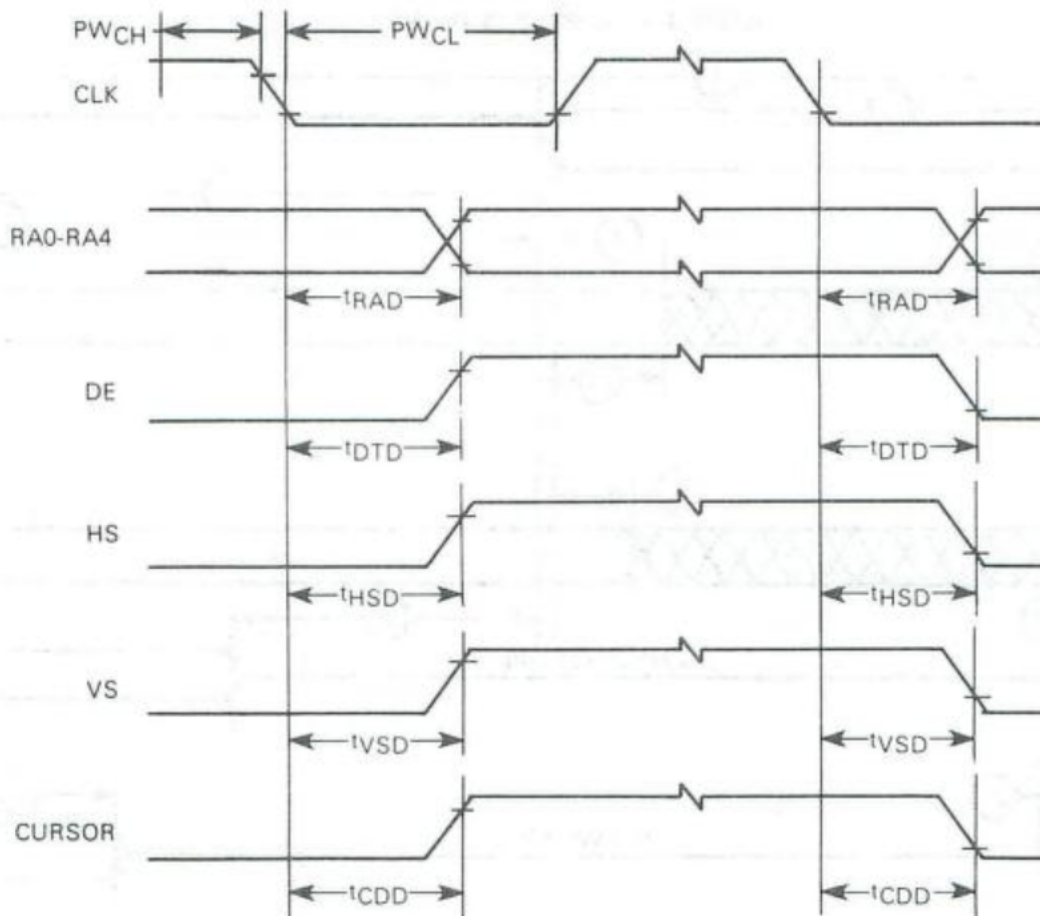 PWCH PWCL
CLK
RA0-RA4
tRAD tRAD
DE
tDTD tDTD
HS
tHSD tHSD
VS
tVSD tVSD
CURSOR
tCDD tCDD